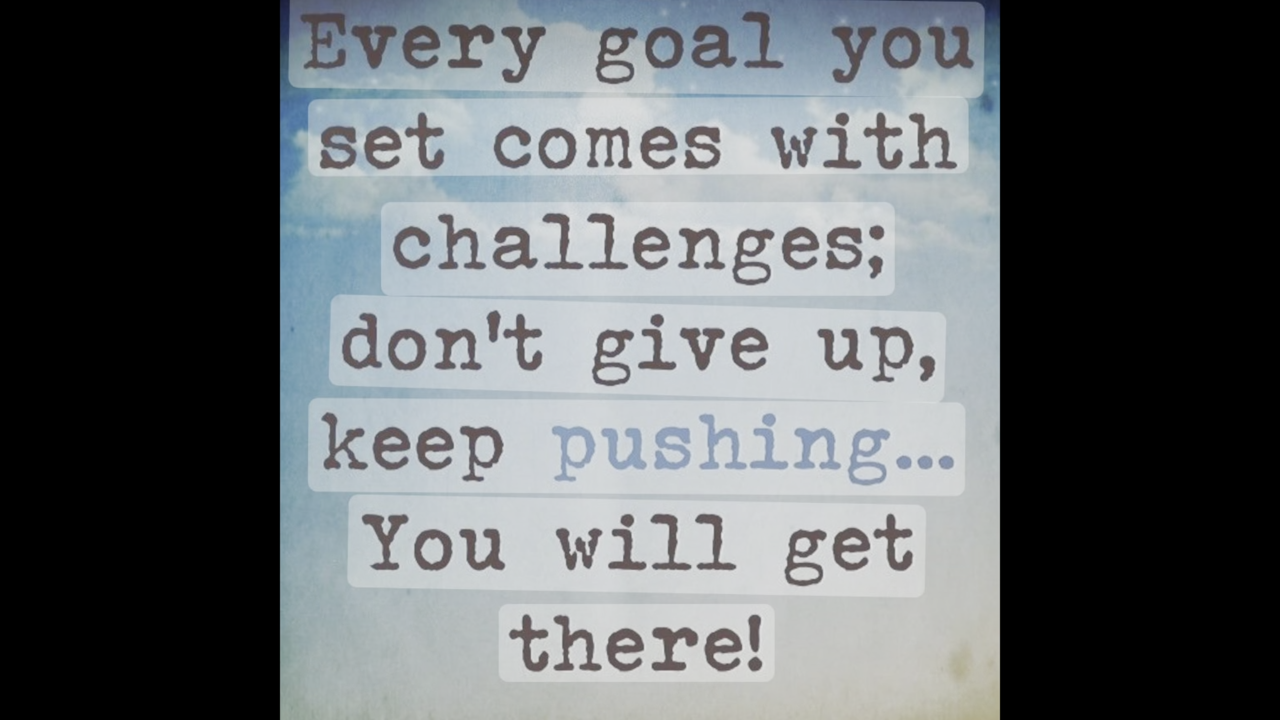 Every goal you
set comes with
challenges;
don't give up,
keep pushing...
You will get
there!